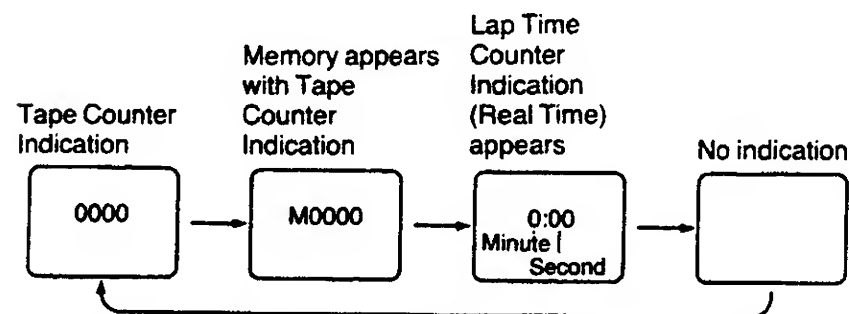 Tape Counter
Indication
0000
Memory appears
with Tape
Counter
Indication
M0000
Lap Time
Counter
Indication
(Real Time)
appears
0:00
Minute
Second
No indication